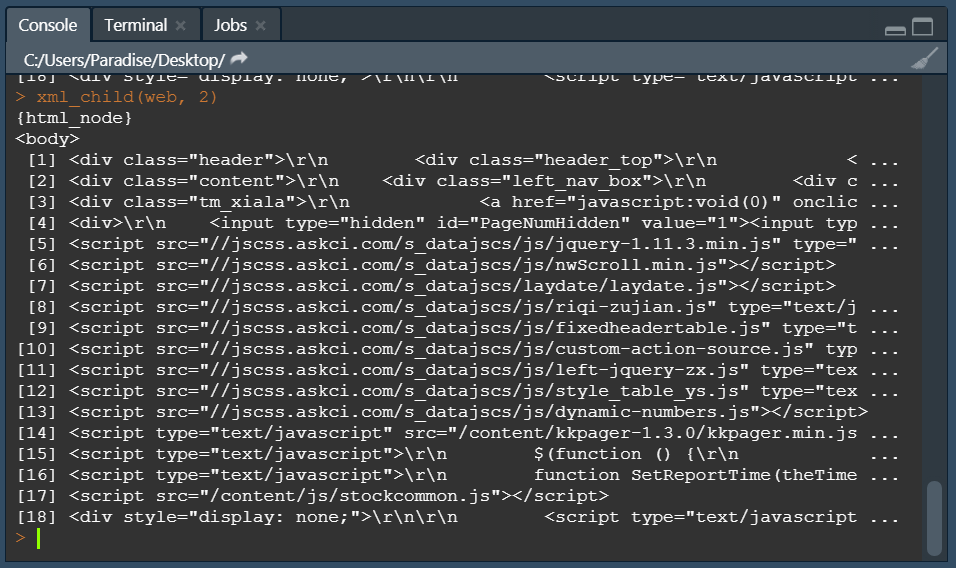 Console Terminal Jobs
C:/Users/Paradise/Desktop/
[18] <div style="display: none;">\r\n\r\n        <script type="text/javascript ...
> xml_child(web, 2)
{html_node}
<body>
 [1] <div class="header">\r\n        <div class="header_top">\r\n            < ...
 [2] <div class="content">\r\n    <div class="left_nav_box">\r\n        <div c ...
 [3] <div class="tm_xiala">\r\n            <a href="javascript:void(0)" onclic ...
 [4] <div>\r\n    <input type="hidden" id="PageNumHidden" value="1"><input typ ...
 [5] <script src="//jscss.askci.com/s_datajscs/js/jquery-1.11.3.min.js" type=" ...
 [6] <script src="//jscss.askci.com/s_datajscs/js/nwScroll.min.js"></script>
 [7] <script src="//jscss.askci.com/s_datajscs/laydate/laydate.js"></script>
 [8] <script src="//jscss.askci.com/s_datajscs/js/riqi-zujian.js" type="text/j ...
 [9] <script src="//jscss.askci.com/s_datajscs/js/fixedheadertable.js" type="t ...
[10] <script src="//jscss.askci.com/s_datajscs/js/custom-action-source.js" typ ...
[11] <script src="//jscss.askci.com/s_datajscs/js/left-jquery-zx.js" type="tex ...
[12] <script src="//jscss.askci.com/s_datajscs/js/style_table_ys.js" type="tex ...
[13] <script src="//jscss.askci.com/s_datajscs/js/dynamic-numbers.js"></script>
[14] <script type="text/javascript" src="/content/kkpager-1.3.0/kkpager.min.js ...
[15] <script type="text/javascript">\r\n        $(function () {\r\n            ...
[16] <script type="text/javascript">\r\n        function SetReportTime(theTime ...
[17] <script src="/content/js/stockcommon.js"></script>
[18] <div style="display: none;">\r\n\r\n        <script type="text/javascript ...
>